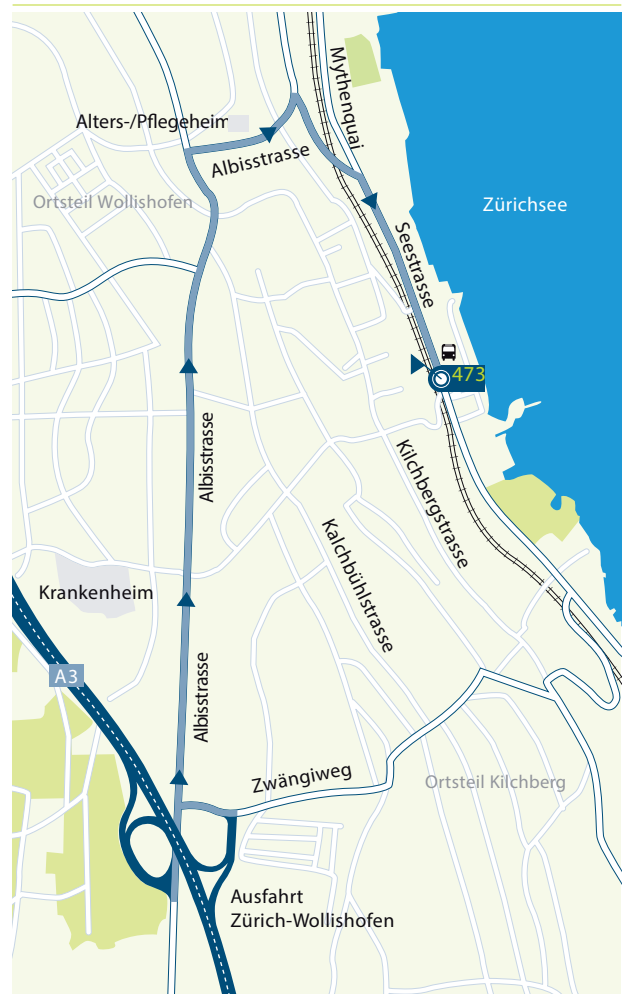 Mythenquai
Alters-/Pflegeheim
Albisstrasse
Ortsteil Wollishofen
Zürichsee
Seestrasse
473
Albisstrasse
Kilchbergstrasse
Kalchbühlstrasse
Krankenheim
A3
Albisstrasse
Zwängiweg
Ortsteil Kilchberg
Ausfahrt
Zürich-Wollishofen